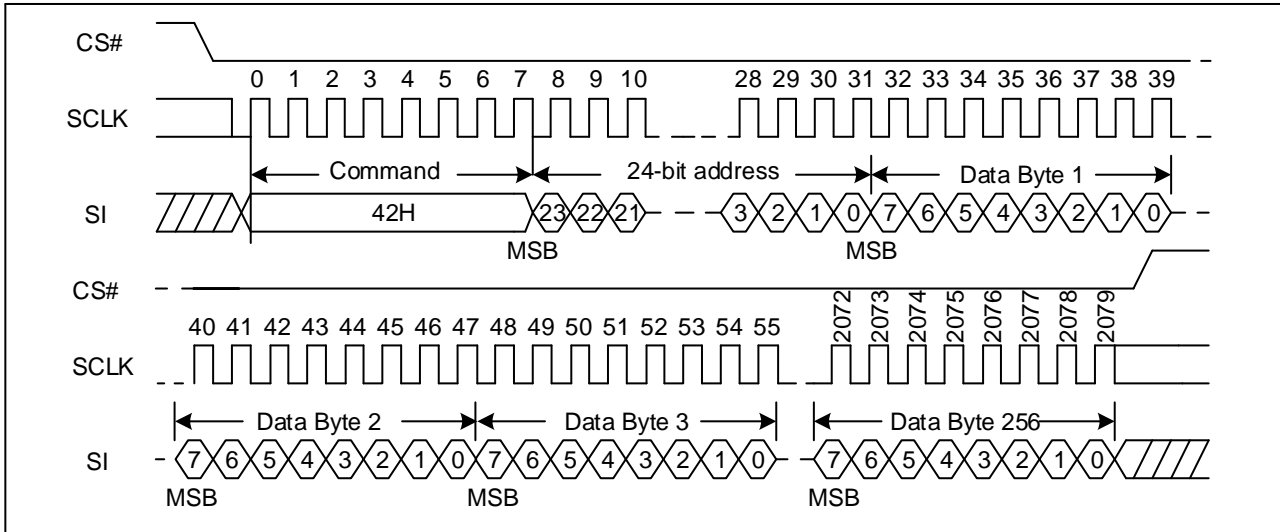 CS#
0 1 2 3 4 5 6 7 8 9 10 28 29 30 31 32 33 34 35 36 37 38 39
SCLK
Command 24-bit address Data Byte 1
SI 42H 23 22 21 3 2 1 0 7 6 5 4 3 2 1 0
MSB MSB
CS#
40 41 42 43 44 45 46 47 48 49 50 51 52 53 54 55 2072 2073 2074 2075 2076 2077 2078 2079
SCLK
Data Byte 2 Data Byte 3 Data Byte 256
SI 7 6 5 4 3 2 1 0 7 6 5 4 3 2 1 0 7 6 5 4 3 2 1 0
MSB MSB MSB